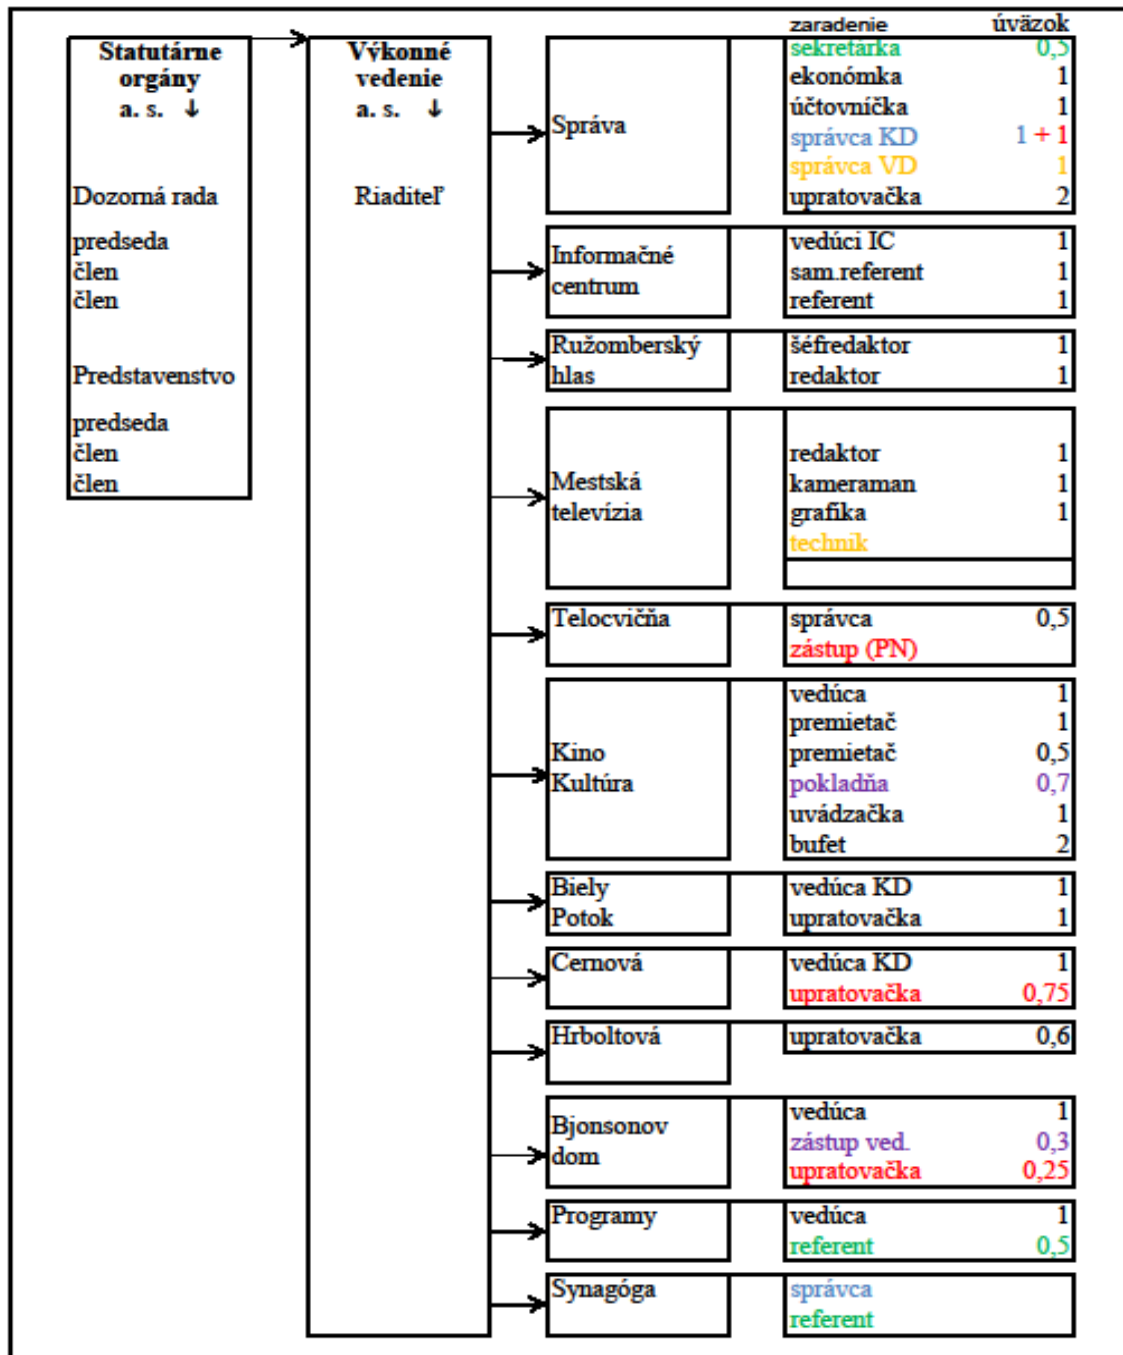 zaradenie úväzok
Statutárne
orgány
a. s. ↓
Dozorná rada
predseda
člen
člen
Predstavenstvo
predseda
člen
člen
Výkonné
vedenie
a. s. ↓
Riaditeľ
Správa
sekretárka 0,5
ekonómka 1
účtovníčka 1
správca KD 1 + 1
správca VD 1
upratovačka 2
Informačné
centrum
vedúci IC 1
sam.referent 1
referent 1
Ružomberský
hlas
šéfredaktor 1
redaktor 1
Mestská
televízia
redaktor 1
kameraman 1
grafika 1
technik
Telocvičňa
správca 0,5
zástup (PN)
Kino
Kultúra
vedúca 1
premietač 1
premietač 0,5
pokladňa 0,7
uvádzačka 1
bufet 2
Biely
Potok
vedúca KD 1
upratovačka 1
Cernová
vedúca KD 1
upratovačka 0,75
Hrboltová
upratovačka 0,6
Bjonsonov
dom
vedúca 1
zástup ved. 0,3
upratovačka 0,25
Programy
vedúca 1
referent 0,5
Synagóga
správca
referent